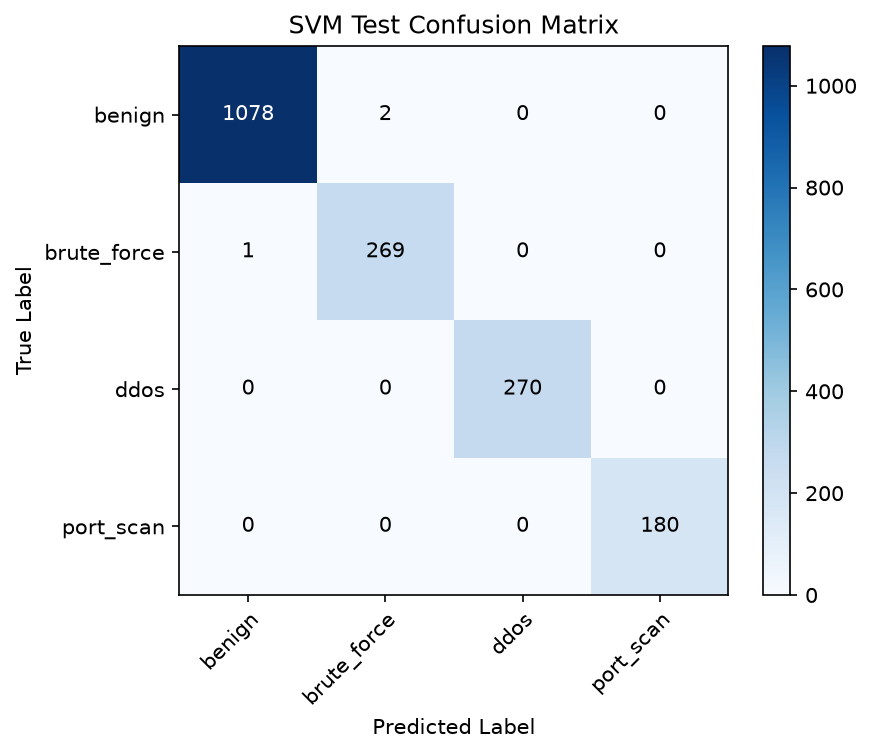 SVM Test Confusion Matrix
True Label
benign 1078 2 0 0
brute_force 1 269 0 0
ddos 0 0 270 0
port_scan 0 0 0 180
benign brute_force ddos port_scan
Predicted Label
1000
800
600
400
200
0